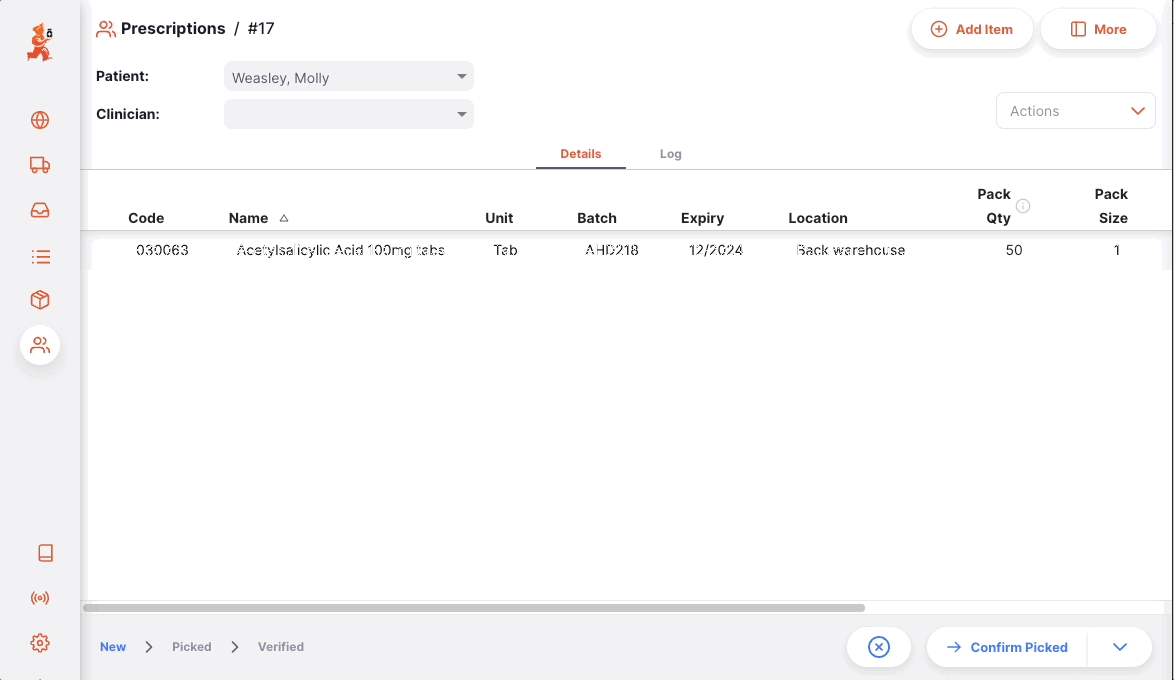 Prescriptions / #17
Add Item
More
Patient:
Weasley, Molly
Clinician:
Actions
Details
Log
Code
Name
Unit
Batch
Expiry
Location
Pack Qty
Pack Size
030063
Acetylsalicylic Acid 100mg tabs
Tab
AHD218
12/2024
Back warehouse
50
1
New
Picked
Verified
Confirm Picked